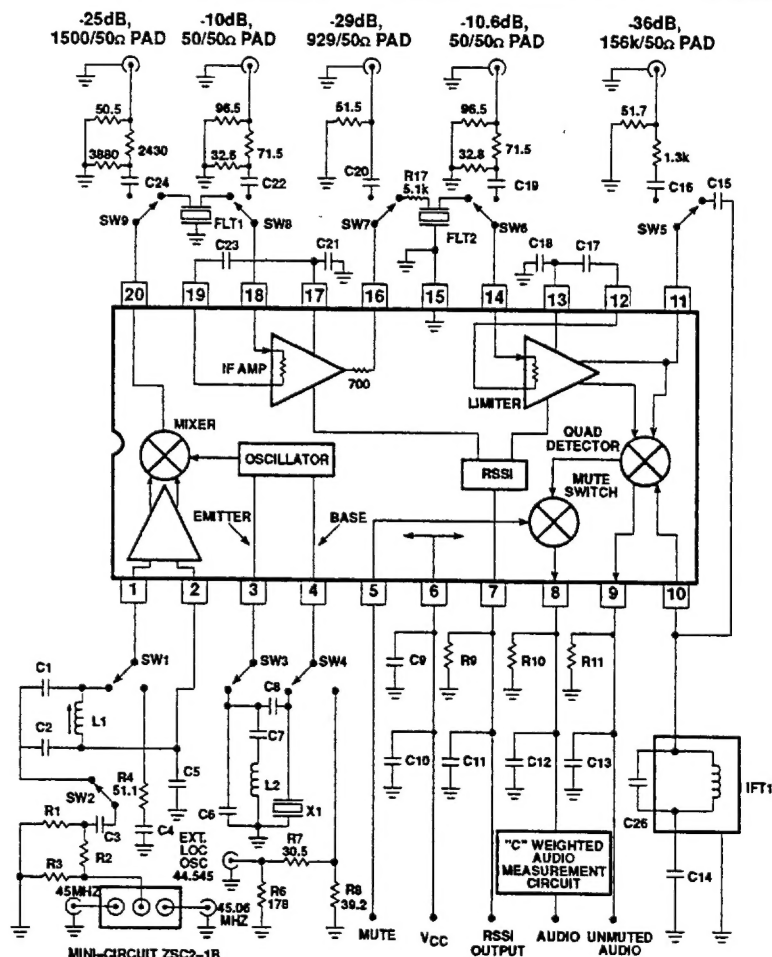 -25dB, -10dB, -29dB, -10.6dB, -36dB,
1500/50Ω PAD 50/50Ω PAD 929/50Ω PAD 50/50Ω PAD 156k/50Ω PAD
50.5 96.5 51.5 96.5 51.7
2430 71.5 71.5 1.3k
3880 32.6 32.8
C24 C22 C20 R17 5.1k C19 C16 C15
SW9 FLT1 SW8 SW7 FLT2 SW6 SW5
C23 C21 C18 C17
20 19 18 17 16 15 14 13 12 11
IF AMP 700 LIMITER
MIXER QUAD
DETECTOR
OSCILLATOR RSSI MUTE
SWITCH
EMITTER BASE
1 2 3 4 5 6 7 8 9 10
SW1 SW3 SW4
C1 C8 C9 R9 R10 R11
L1 C7
C2 C5 L2 X1 C10 C11 C12 C13 C26 IFT1
R4
51.1
SW2 C6
R1 C3 C4 EXT.
LOC
OSC
44.545
R7
30.5
R2 "C" WEIGHTED
AUDIO
MEASUREMENT
CIRCUIT
C14
R3 R6
178
R8
39.2
45MHZ 45.06
MHZ
MUTE VCC RSSI
OUTPUT
AUDIO UNMUTED
AUDIO
MINI-CIRCUIT ZSC2-1B